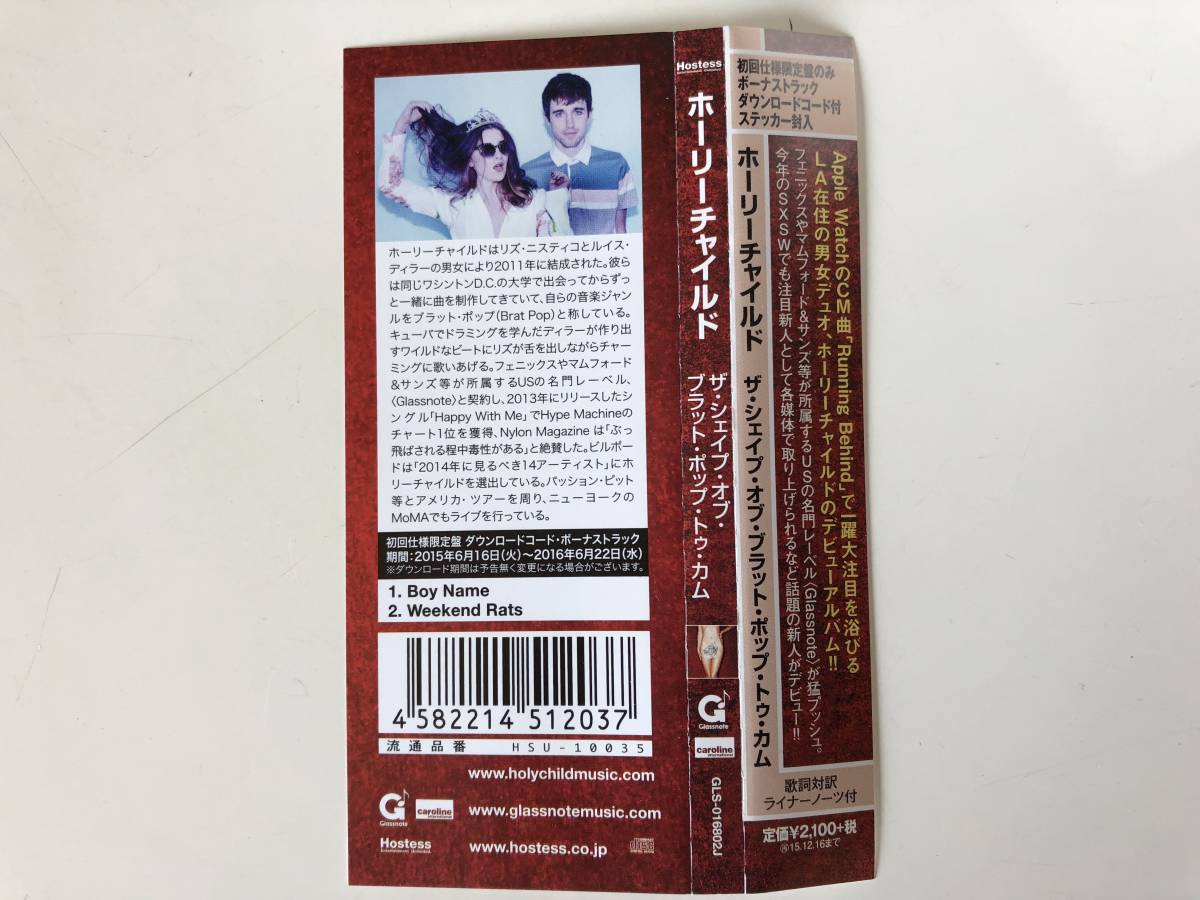 ホーリーチャイルドはリズ・ニスティコとルイス・
ディラーの男女により2011年に結成された。彼ら
は同じワシントンD.C.の大学で出会ってからずっ
と一緒に曲を制作してきていて、自らの音楽ジャン
ルをブラット・ポップ(Brat Pop)と称している。
キューバでドラミングを学んだディラーが作り出
すワイルドなビートにリズが舌を出しながらチャー
ミングに歌いあげる。フェニックスやマムフォード
&サンズ等が所属するUSの名門レーベル、
〈Glassnote〉と契約し、2013年にリリースしたシ
ングル「Happy With Me」でHype Machineの
チャート1位を獲得、Nylon Magazine は「ぶっ
飛ばされる程中毒性がある」と絶賛した。ビルボー
ドは「2014年に見るべき14アーティスト」にホ
リーチャイルドを選出している。パッション・ピット
等とアメリカ・ツアーを周り、ニューヨークの
MoMAでもライブを行っている。
初回仕様限定盤 ダウンロードコード・ボーナストラック
期間:2015年6月16日(火)〜2016年6月22日(水)
※ダウンロード期間は予告無く変更になる場合がございます。
1. Boy Name
2. Weekend Rats
4 582214 512037
流通品番 HSU-10035
www.holychildmusic.com
Glassnote
caroline
international
www.glassnotemusic.com
Hostess
Entertainment Unlimited
www.hostess.co.jp
COMPACT
disc
DIGITAL AUDIO
Hostess
Entertainment Unlimited
ホーリーチャイルド
ザ・シェイプ・オブ・
ブラット・ポップ・トゥ・カム
Glassnote
caroline
international
GLS-016802J
初回仕様限定盤のみ
ボーナストラック
ダウンロードコード付
ステッカー封入
ホーリーチャイルド ザ・シェイプ・オブ・ブラット・ポップ・トゥ・カム
Apple WatchのCM曲「Running Behind」で一躍大注目を浴びる
LA在住の男女デュオ、ホーリーチャイルドのデビューアルバム!!
フェニックスやマムフォード&サンズ等が所属するUSの名門レーベル〈Glassnote〉が猛プッシュ。
今年のSXSWでも注目新人として各媒体で取り上げられるなど話題の新人がデビュー!!
歌詞対訳
ライナーノーツ付
定価¥2,100+税
㋘15.12.16まで